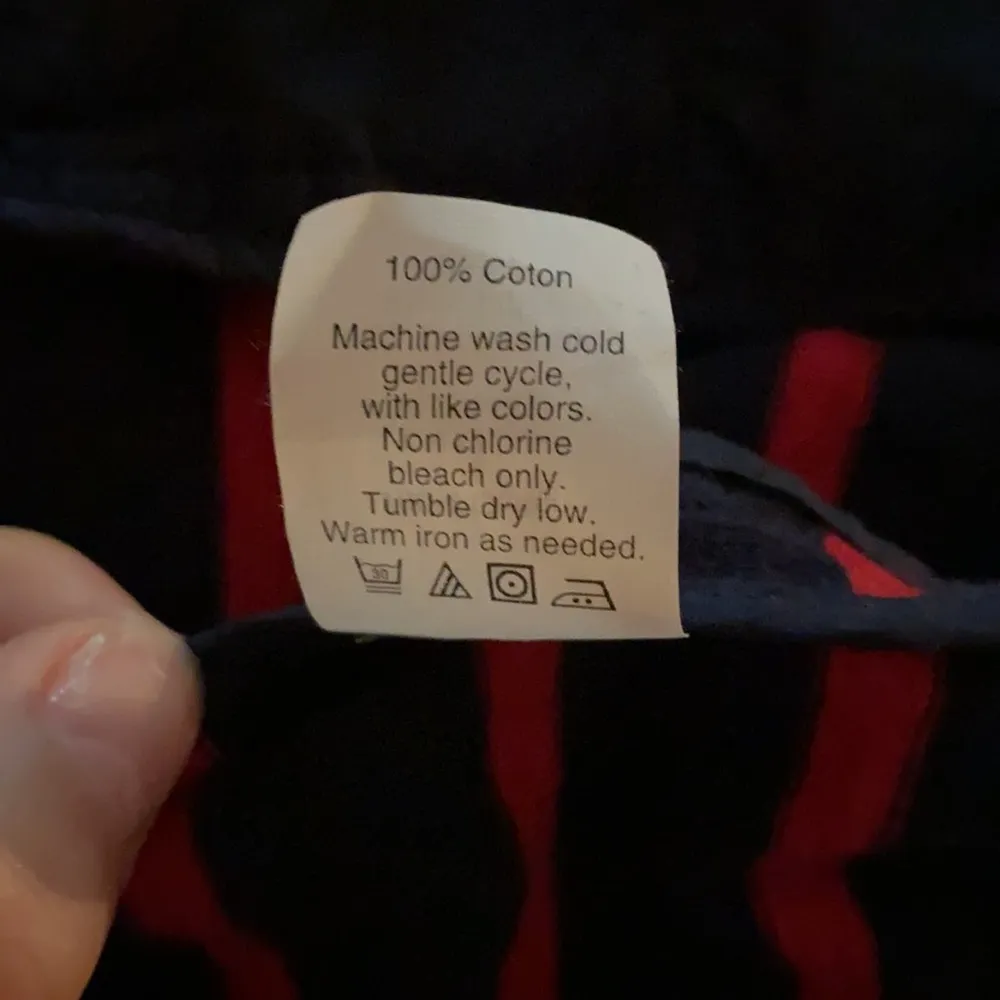 100% Coton
Machine wash cold
gentle cycle,
with like colors.
Non chlorine
bleach only.
Tumble dry low.
Warm iron as needed.
30